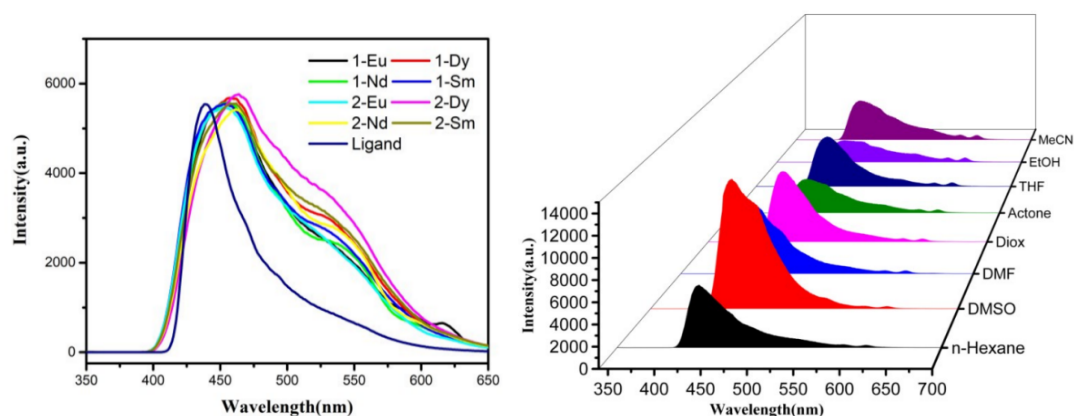 Intensity(a.u.)
6000
4000
2000
0
1-Eu 1-Dy
1-Nd 1-Sm
2-Eu 2-Dy
2-Nd 2-Sm
Ligand
350 400 450 500 550 600 650
Wavelength(nm)
Intensity(a.u.)
14000
12000
10000
8000
6000
4000
2000
0
MeCN
EtOH
THF
Actone
Diox
DMF
DMSO
n-Hexane
350 400 450 500 550 600 650 700
Wavelength(nm)